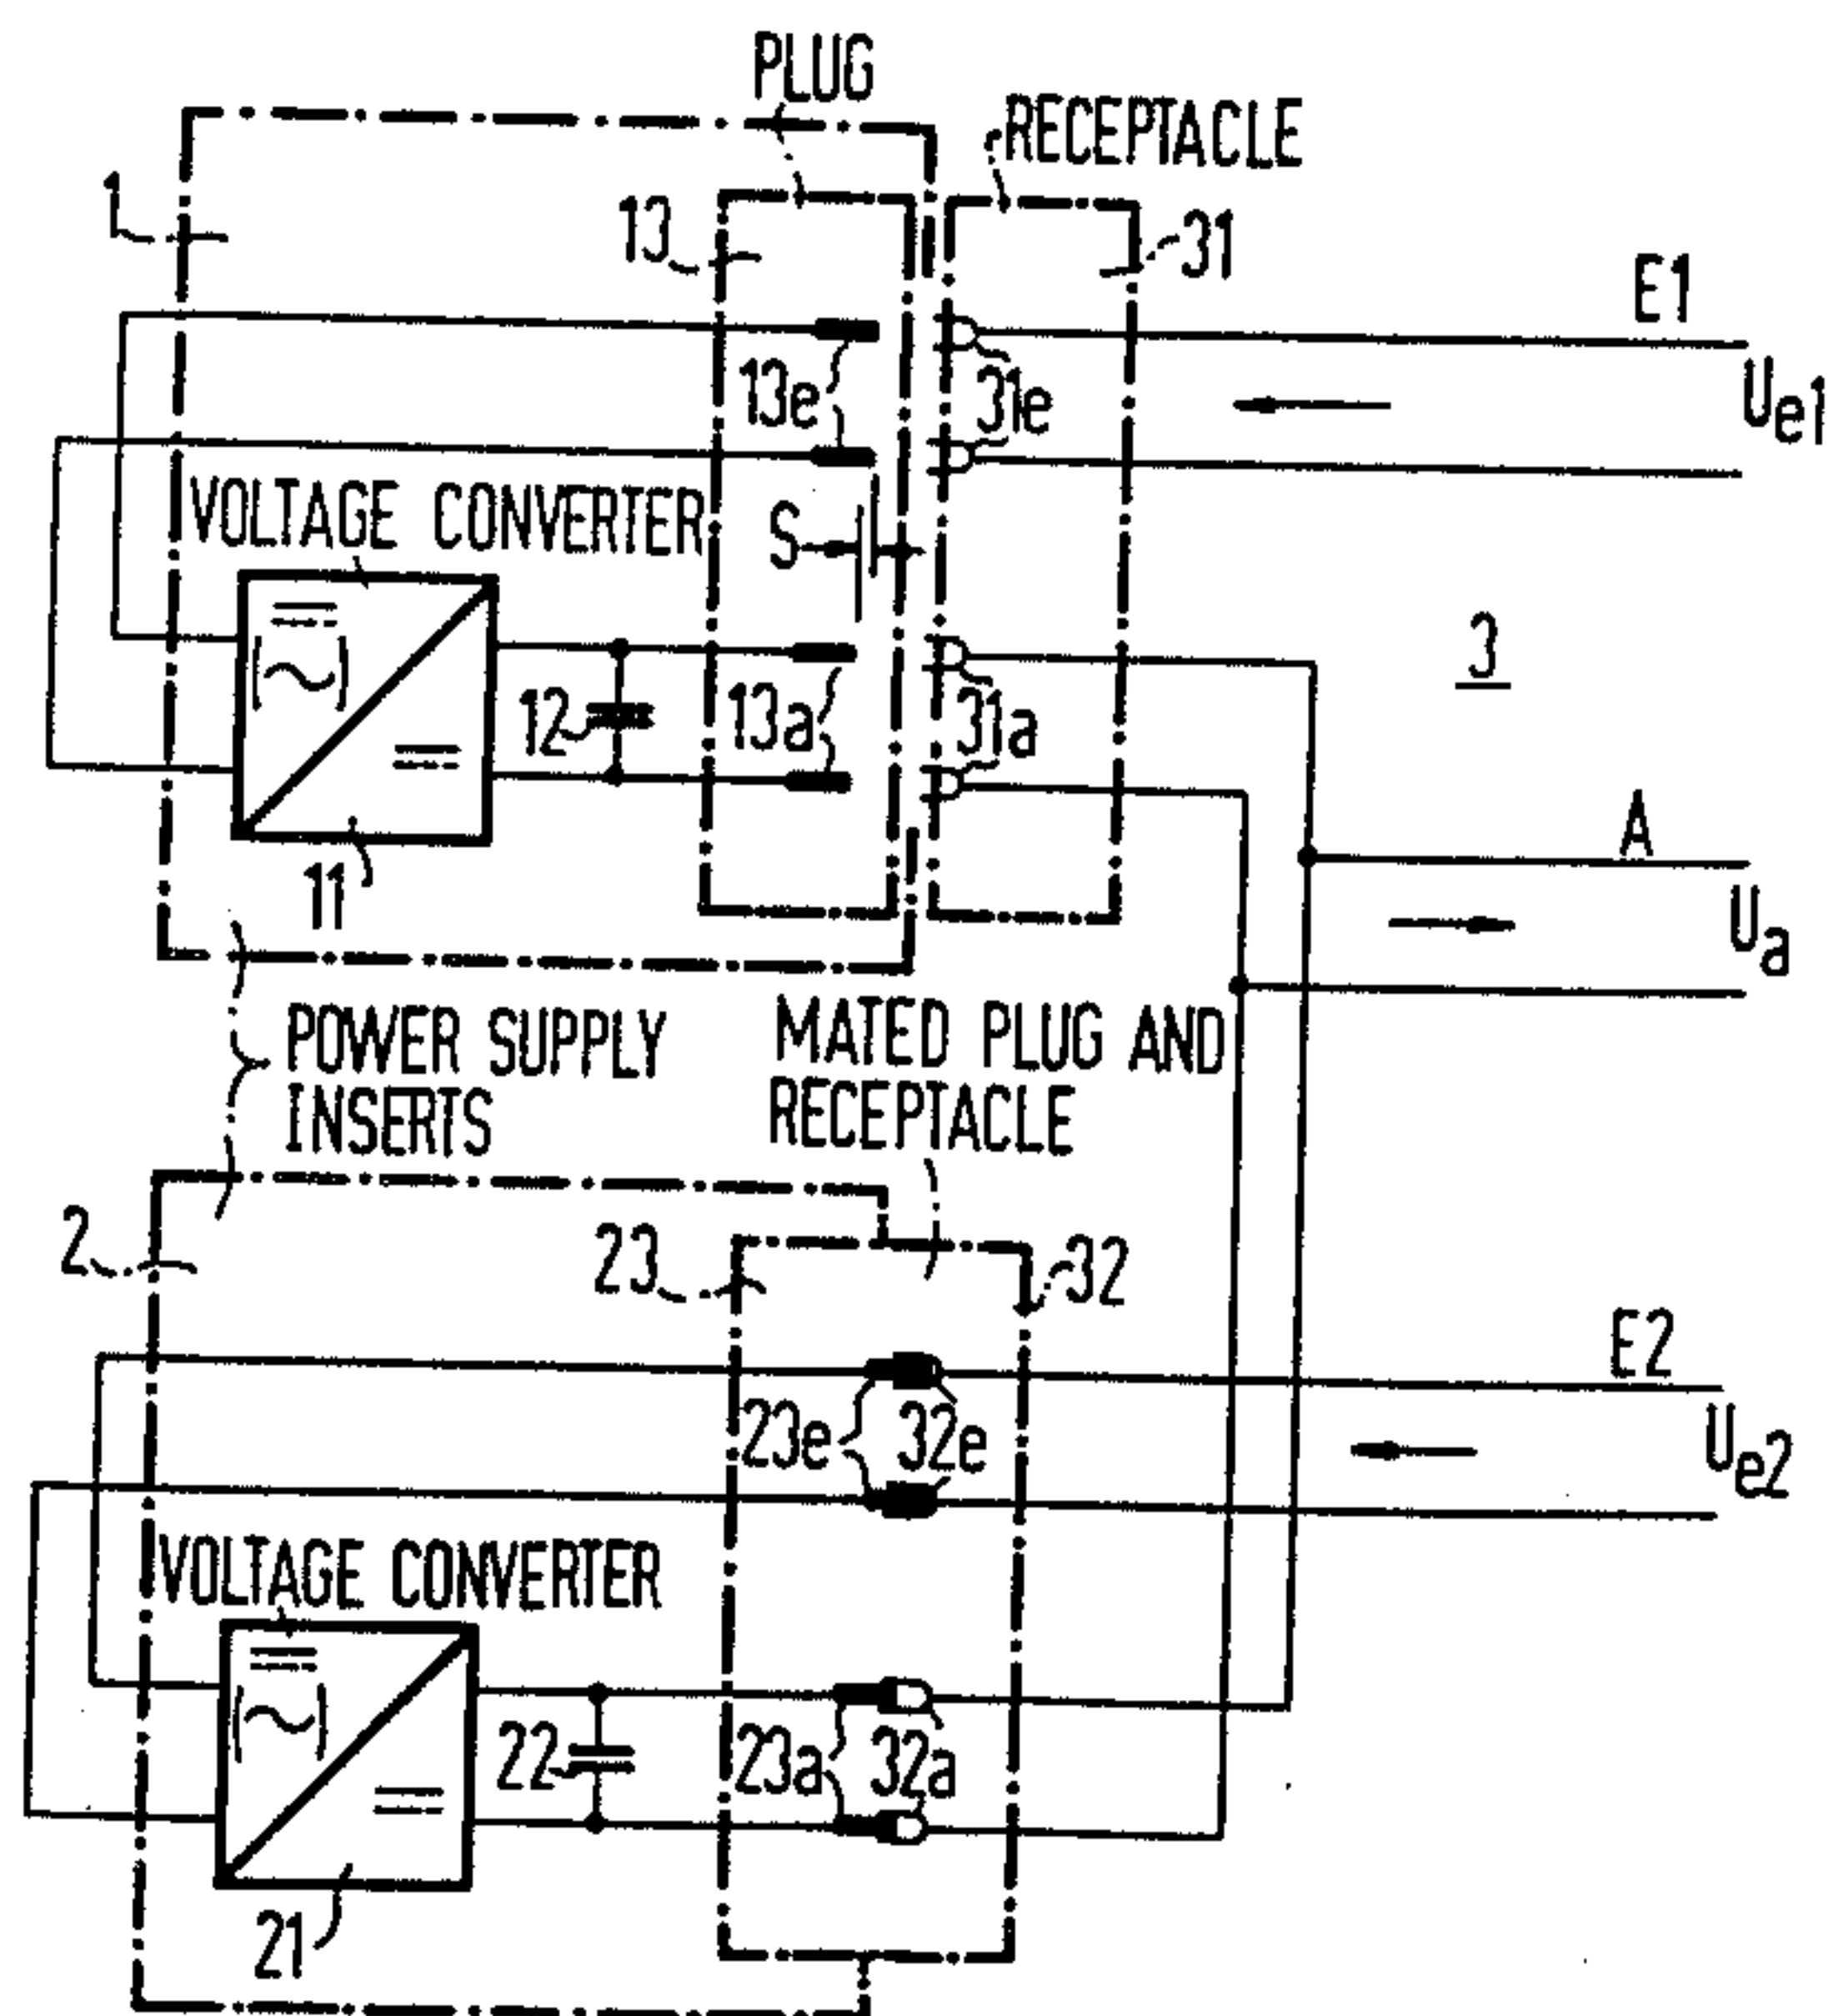 PLUG
RECEPTACLE
1
13
31
E1
13e
31e
Ue1
VOLTAGE CONVERTER
S
3
12
13a
31a
A
11
Ua
POWER SUPPLY
INSERTS
MATED PLUG AND
RECEPTACLE
2
23
32
E2
23e
32e
Ue2
VOLTAGE CONVERTER
22
23a
32a
21